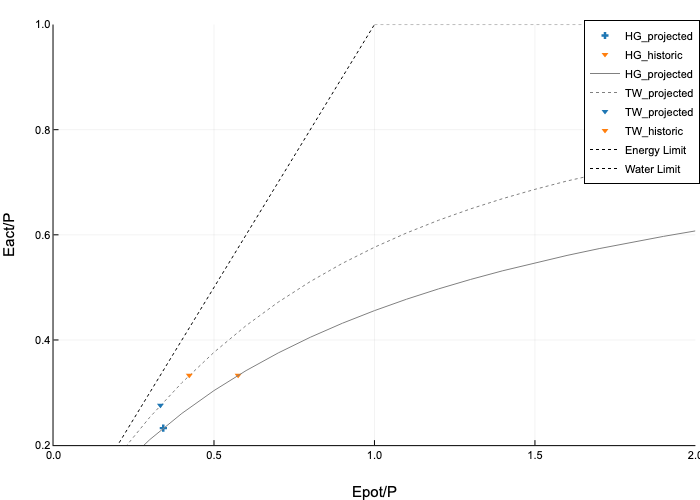 1.0
0.8
0.6
0.4
0.2
Eact/P
0.0
0.5
1.0
1.5
2.0
Epot/P
HG_projected
HG_historic
HG_projected
TW_projected
TW_projected
TW_historic
Energy Limit
Water Limit